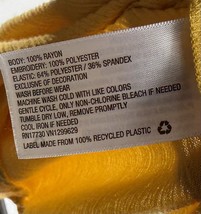 BODY: 100% RAYON
EMBROIDERY: 100% POLYESTER
ELASTIC: 64% POLYESTER / 36% SPANDEX
EXCLUSIVE OF DECORATION
WASH BEFORE WEAR
MACHINE WASH COLD WITH LIKE COLORS
GENTLE CYCLE, ONLY NON-CHLORINE BLEACH IF NEEDED
TUMBLE DRY LOW, REMOVE PROMPTLY
COOL IRON IF NEEDED
RN17730 VN1299629
LABEL MADE FROM 100% RECYCLED PLASTIC